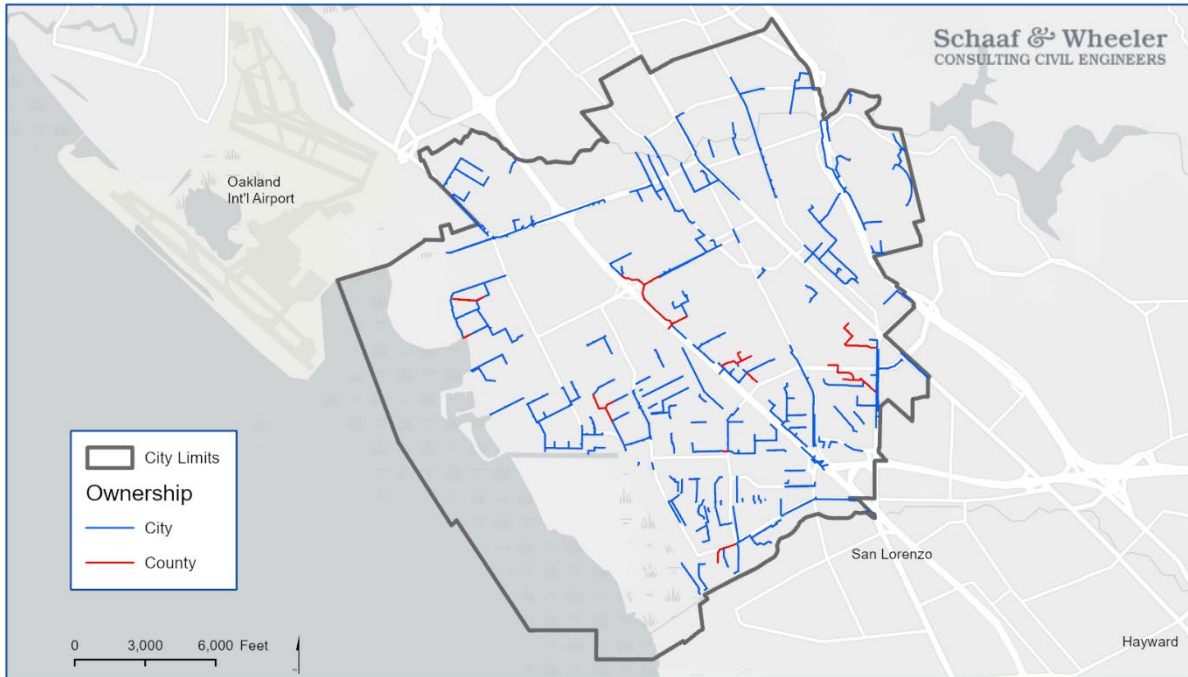 Schaaf & Wheeler
CONSULTING CIVIL ENGINEERS
Oakland
Int'l Airport
City Limits
Ownership
City
County
San Lorenzo
0 3,000 6,000 Feet
Hayward